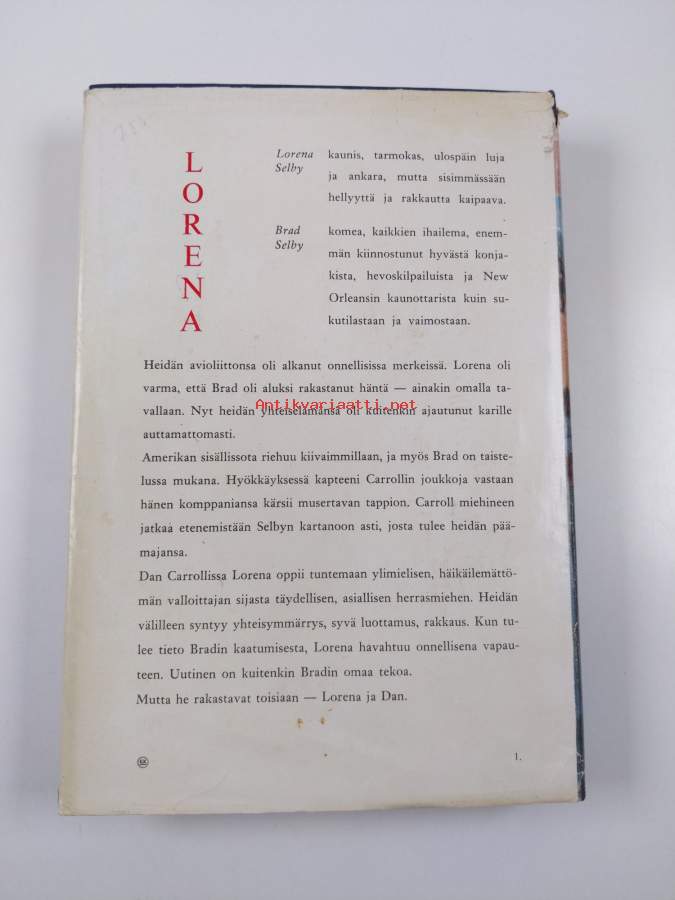 LORENA
Lorena Selby
kaunis, tarmokas, ulospäin luja
ja ankara, mutta sisimmässään
hellyyttä ja rakkautta kaipaava.
Brad Selby
komea, kaikkien ihailema, enem-
män kiinnostunut hyvästä konja-
kista, hevoskilpailuista ja New
Orleansin kaunottarista kuin su-
kutilastaan ja vaimostaan.
Heidän avioliittonsa oli alkanut onnellisissa merkeissä. Lorena oli
varma, että Brad oli aluksi rakastanut häntä — ainakin omalla ta-
vallaan. Nyt heidän yhteiselämänsä oli kuitenkin ajautunut karille
auttamattomasti.
Amerikan sisällissota riehuu kiivaimmillaan, ja myös Brad on taiste-
lussa mukana. Hyökkäyksessä kapteeni Carrollin joukkoja vastaan
hänen komppaniansa kärsii musertavan tappion. Carroll miehineen
jatkaa etenemistään Selbyn kartanoon asti, josta tulee heidän pää-
majansa.
Dan Carrollissa Lorena oppii tuntemaan ylimielisen, häikäilemättö-
män valloittajan sijasta täydellisen, asiallisen herrasmiehen. Heidän
välilleen syntyy yhteisymmärrys, syvä luottamus, rakkaus. Kun tu-
lee tieto Bradin kaatumisesta, Lorena havahtuu onnellisena vapau-
teen. Uutinen on kuitenkin Bradin omaa tekoa.
Mutta he rakastavat toisiaan — Lorena ja Dan.
1.
Antikvariaatti.net